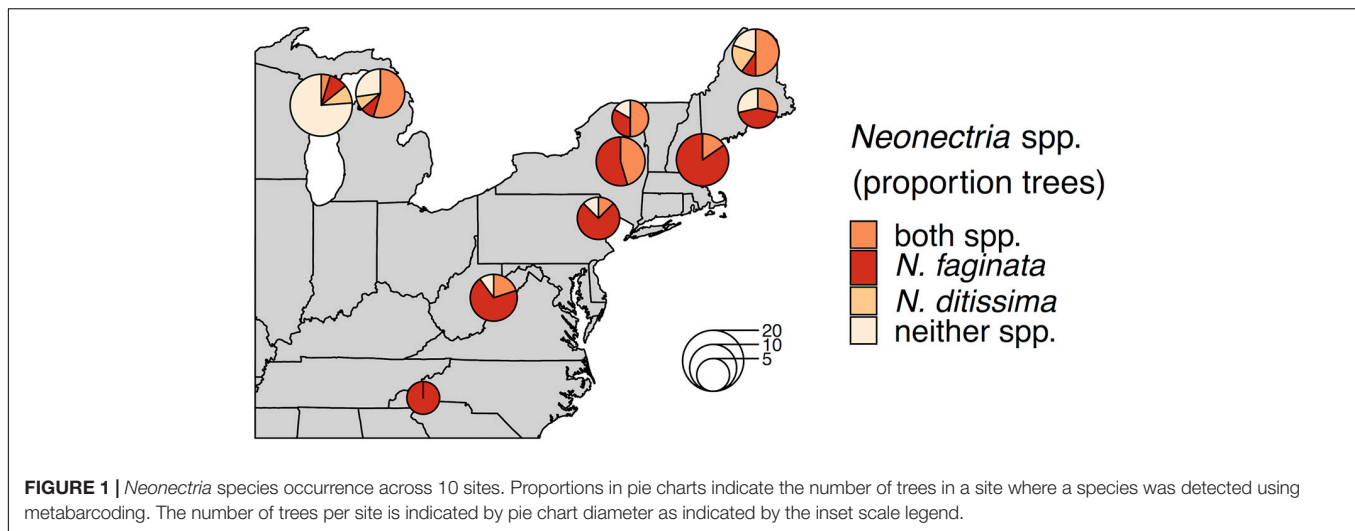 Neonectria spp.
(proportion trees)
both spp.
N. faginata
N. ditissima
neither spp.
20
10
5
FIGURE 1 | Neonectria species occurrence across 10 sites. Proportions in pie charts indicate the number of trees in a site where a species was detected using
metabarcoding. The number of trees per site is indicated by pie chart diameter as indicated by the inset scale legend.